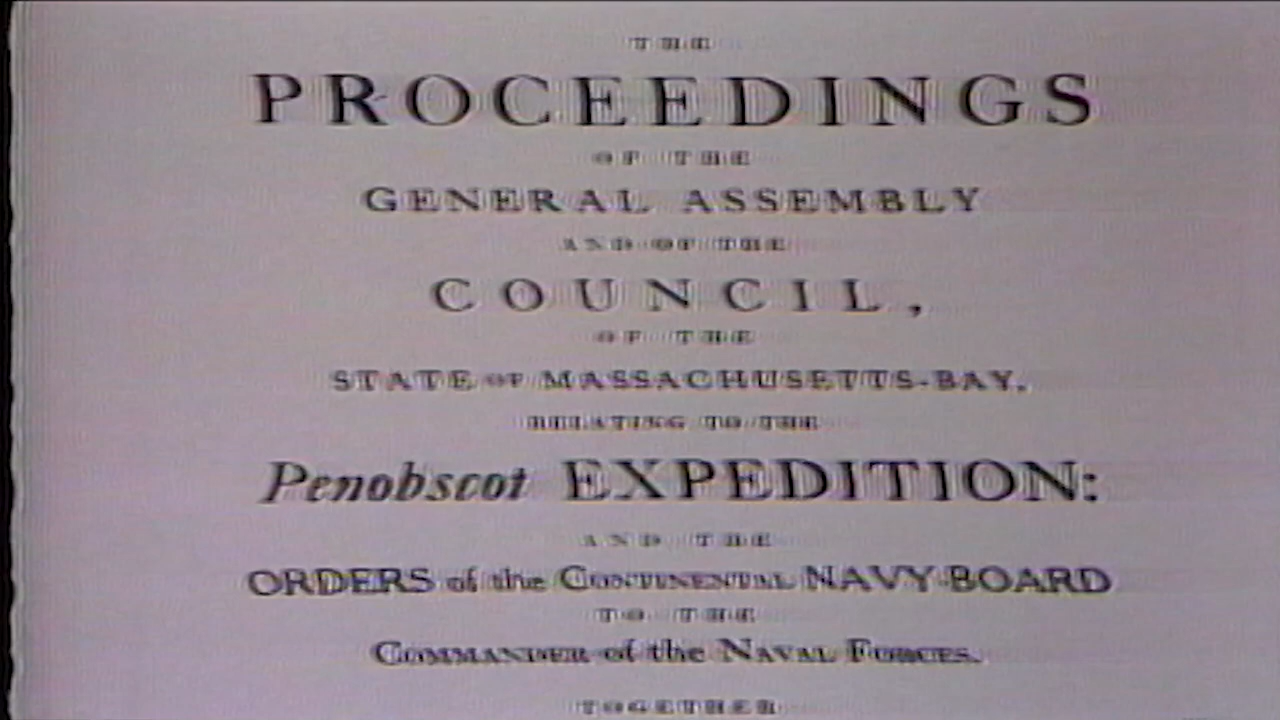 THE
PROCEEDINGS
OF THE
GENERAL ASSEMBLY
AND OF THE
COUNCIL,
OF THE
STATE OF MASSACHUSETTS-BAY,
RELATING TO THE
Penobscot EXPEDITION:
AND THE
ORDERS of the CONTINENTAL NAVY-BOARD
TO THE
COMMANDER of the NAVAL FORCES.
TOGETHER